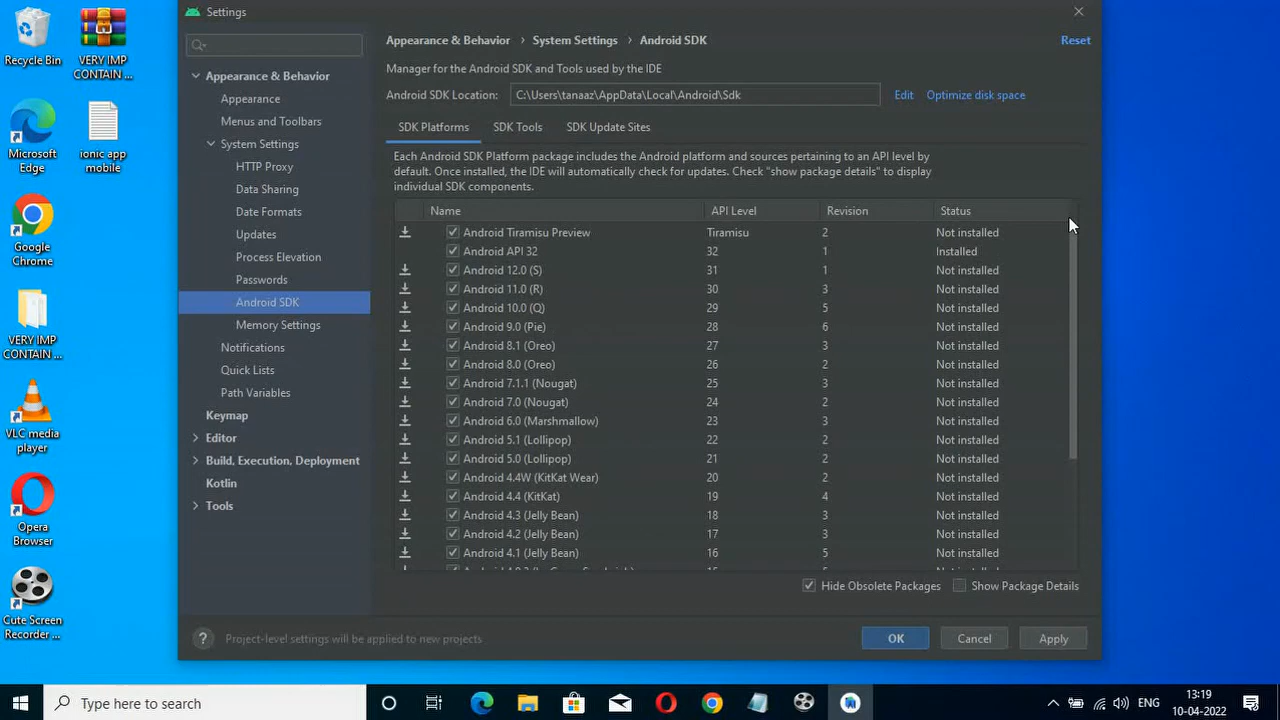 Recycle Bin
VERY IMP
CONTAIN ...
Microsoft
Edge
ionic app
mobile
Google
Chrome
VERY IMP
CONTAIN ...
VLC media
player
Opera
Browser
Cute Screen
Recorder ...
Settings
Appearance & Behavior
Appearance
Menus and Toolbars
System Settings
HTTP Proxy
Data Sharing
Date Formats
Updates
Process Elevation
Passwords
Android SDK
Memory Settings
Notifications
Quick Lists
Path Variables
Keymap
Editor
Build, Execution, Deployment
Kotlin
Tools
Appearance & Behavior › System Settings › Android SDK Reset
Manager for the Android SDK and Tools used by the IDE
Android SDK Location: C:\Users\tanaaz\AppData\Local\Android\Sdk Edit Optimize disk space
SDK Platforms SDK Tools SDK Update Sites
Each Android SDK Platform package includes the Android platform and sources pertaining to an API level by
default. Once installed, the IDE will automatically check for updates. Check "show package details" to display
individual SDK components.
Name API Level Revision Status
Android Tiramisu Preview Tiramisu 2 Not installed
Android API 32 32 1 Installed
Android 12.0 (S) 31 1 Not installed
Android 11.0 (R) 30 3 Not installed
Android 10.0 (Q) 29 5 Not installed
Android 9.0 (Pie) 28 6 Not installed
Android 8.1 (Oreo) 27 3 Not installed
Android 8.0 (Oreo) 26 2 Not installed
Android 7.1.1 (Nougat) 25 3 Not installed
Android 7.0 (Nougat) 24 2 Not installed
Android 6.0 (Marshmallow) 23 3 Not installed
Android 5.1 (Lollipop) 22 2 Not installed
Android 5.0 (Lollipop) 21 2 Not installed
Android 4.4W (KitKat Wear) 20 2 Not installed
Android 4.4 (KitKat) 19 4 Not installed
Android 4.3 (Jelly Bean) 18 3 Not installed
Android 4.2 (Jelly Bean) 17 3 Not installed
Android 4.1 (Jelly Bean) 16 5 Not installed
Hide Obsolete Packages Show Package Details
? Project-level settings will be applied to new projects
OK Cancel Apply
Type here to search
ENG
13:19
10-04-2022